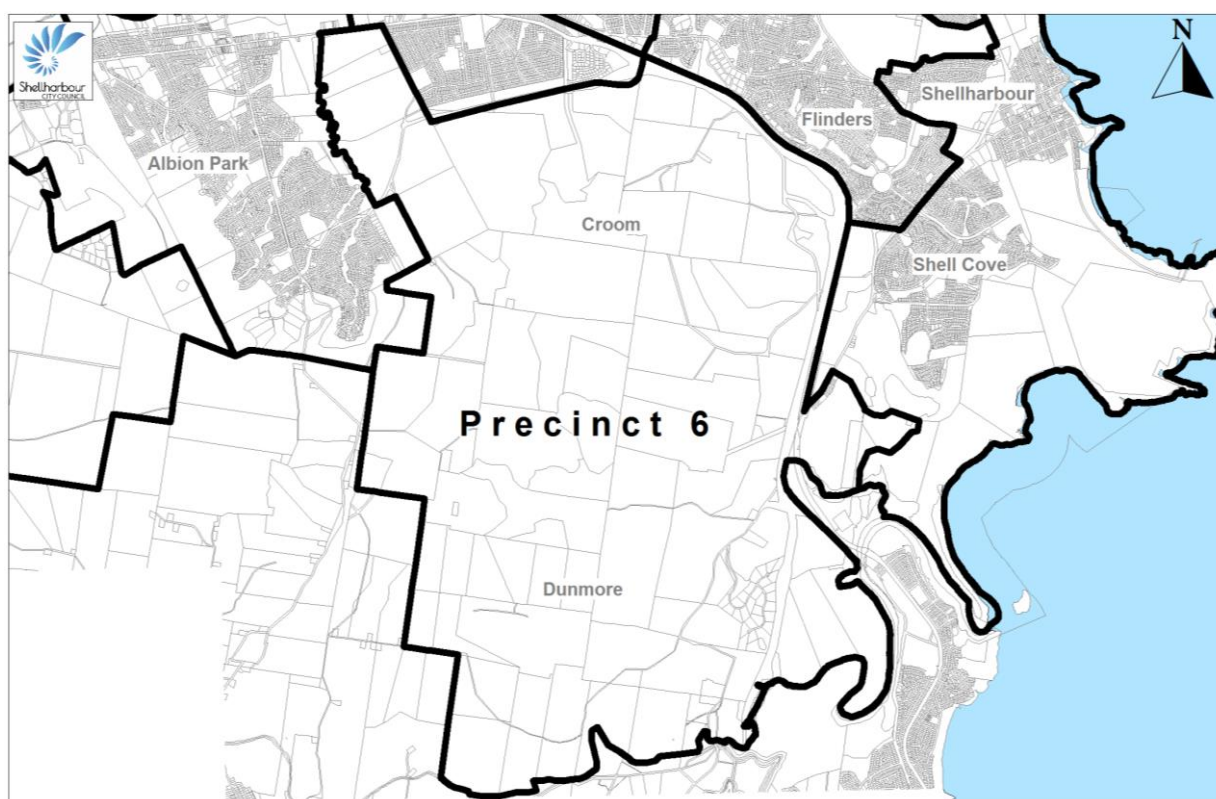 Shellharbour
CITY COUNCIL
N
Shellharbour
Flinders
Albion Park
Croom
Shell Cove
Precinct 6
Dunmore